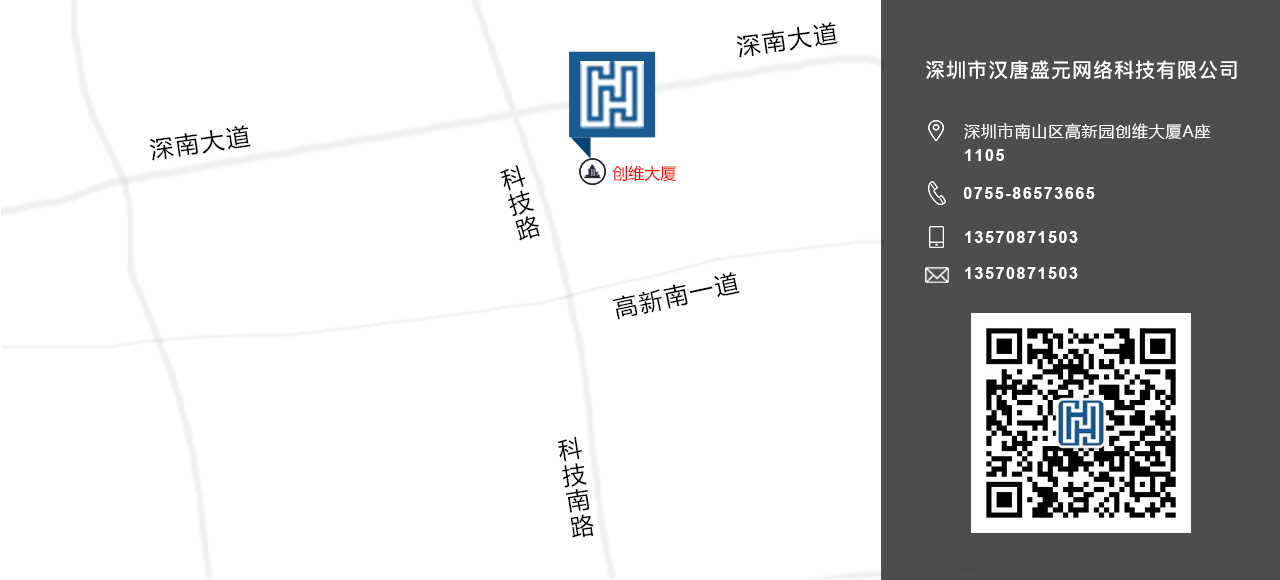 深南大道
深南大道
科技路
创维大厦
高新南一道
科技南路
深圳市汉唐盛元网络科技有限公司
深圳市南山区高新园创维大厦A座
1105
0755-86573665
13570871503
13570871503